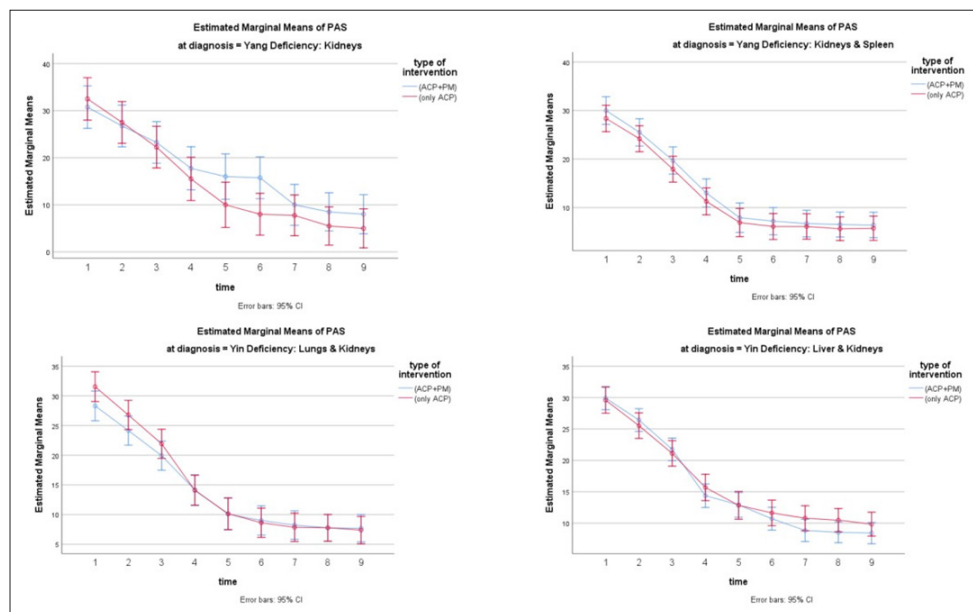 Estimated Marginal Means of PAS
at diagnosis = Yang Deficiency: Kidneys
type of
intervention
(ACP+PM)
(only ACP)
Estimated Marginal Means
40
30
20
10
0
1 2 3 4 5 6 7 8 9
time
Error bars: 95% CI
Estimated Marginal Means of PAS
at diagnosis = Yang Deficiency: Kidneys & Spleen
type of
intervention
(ACP+PM)
(only ACP)
Estimated Marginal Means
40
30
20
10
1 2 3 4 5 6 7 8 9
time
Error bars: 95% CI
Estimated Marginal Means of PAS
at diagnosis = Yin Deficiency: Lungs & Kidneys
type of
intervention
(ACP+PM)
(only ACP)
Estimated Marginal Means
35
30
25
20
15
10
5
1 2 3 4 5 6 7 8 9
time
Error bars: 95% CI
Estimated Marginal Means of PAS
at diagnosis = Yin Deficiency: Liver & Kidneys
type of
intervention
(ACP+PM)
(only ACP)
Estimated Marginal Means
35
30
25
20
15
10
1 2 3 4 5 6 7 8 9
time
Error bars: 95% CI